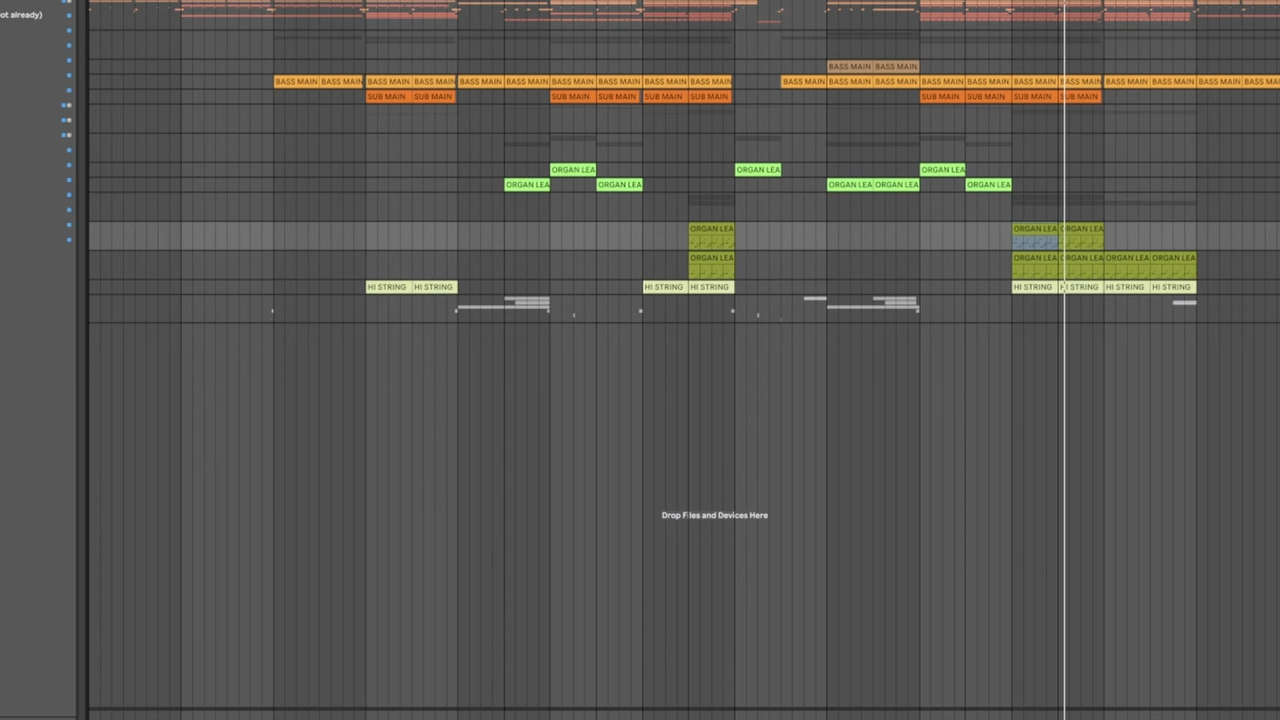 ot already)
BASS MAIN BASS MAIN
BASS MAIN BASS MAIN BASS MAIN BASS MAIN BASS MAIN BASS MAIN BASS MAIN BASS MAIN BASS MAIN BASS MAIN BASS MAIN BASS MAIN BASS MAIN BASS MAIN BASS MAIN BASS MAIN BASS MAIN BASS MAIN BASS MAIN BASS MAIN BASS MA
SUB MAIN SUB MAIN SUB MAIN SUB MAIN SUB MAIN SUB MAIN SUB MAIN SUB MAIN SUB MAIN SUB MAIN
ORGAN LEA ORGAN LEA ORGAN LEA
ORGAN LEA ORGAN LEA ORGAN LEA ORGAN LEA ORGAN LEA
ORGAN LEA ORGAN LEA ORGAN LEA
ORGAN LEA ORGAN LEA ORGAN LEA ORGAN LEA ORGAN LEA
HI STRING HI STRING HI STRING HI STRING HI STRING HI STRING HI STRING HI STRING
Drop Files and Devices Here